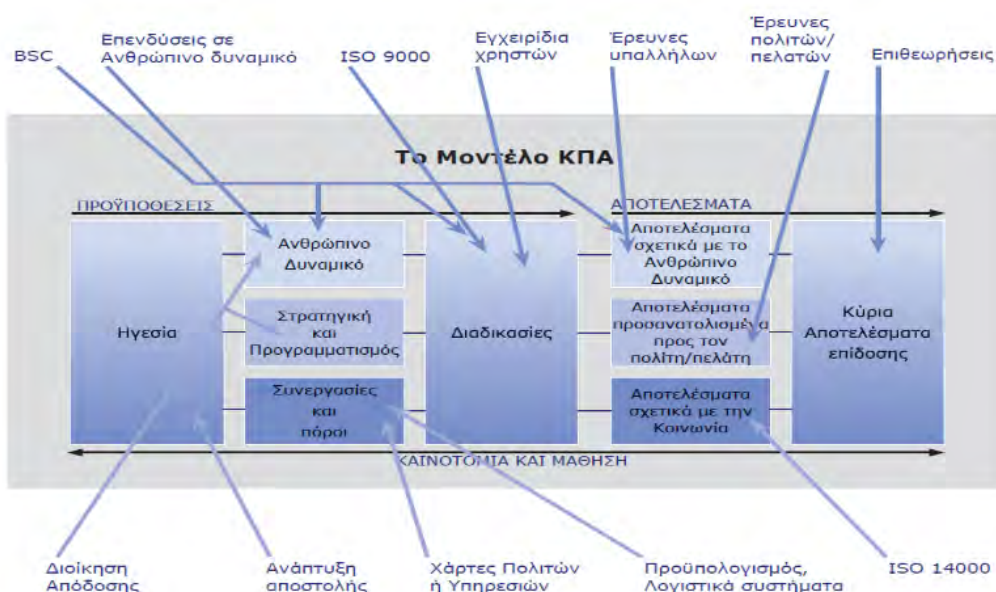 BSC
Επενδύσεις σε
Ανθρώπινο δυναμικό
ISO 9000
Εγχειρίδια
χρηστών
Έρευνες
υπαλλήλων
Έρευνες
πολιτών/
πελατών
Επιθεωρήσεις
Το Μοντέλο ΚΠΑ
ΠΡΟΫΠΟΘΕΣΕΙΣ
ΑΠΟΤΕΛΕΣΜΑΤΑ
Ηγεσία
Ανθρώπινο
Δυναμικό
Στρατηγική
και
Προγραμματισμός
Συνεργασίες
και
πόροι
Διαδικασίες
Αποτελέσματα
σχετικά με το
Ανθρώπινο
Δυναμικό
Αποτελέσματα
προσανατολισμένα
προς τον
πολίτη/πελάτη
Αποτελέσματα
σχετικά με την
Κοινωνία
Κύρια
Αποτελέσματα
επίδοσης
ΚΑΙΝΟΤΟΜΙΑ ΚΑΙ ΜΑΘΗΣΗ
Διοίκηση
Απόδοσης
Ανάπτυξη
αποστολής
Χάρτες Πολιτών
ή Υπηρεσιών
Προϋπολογισμός,
Λογιστικά συστήματα
ISO 14000